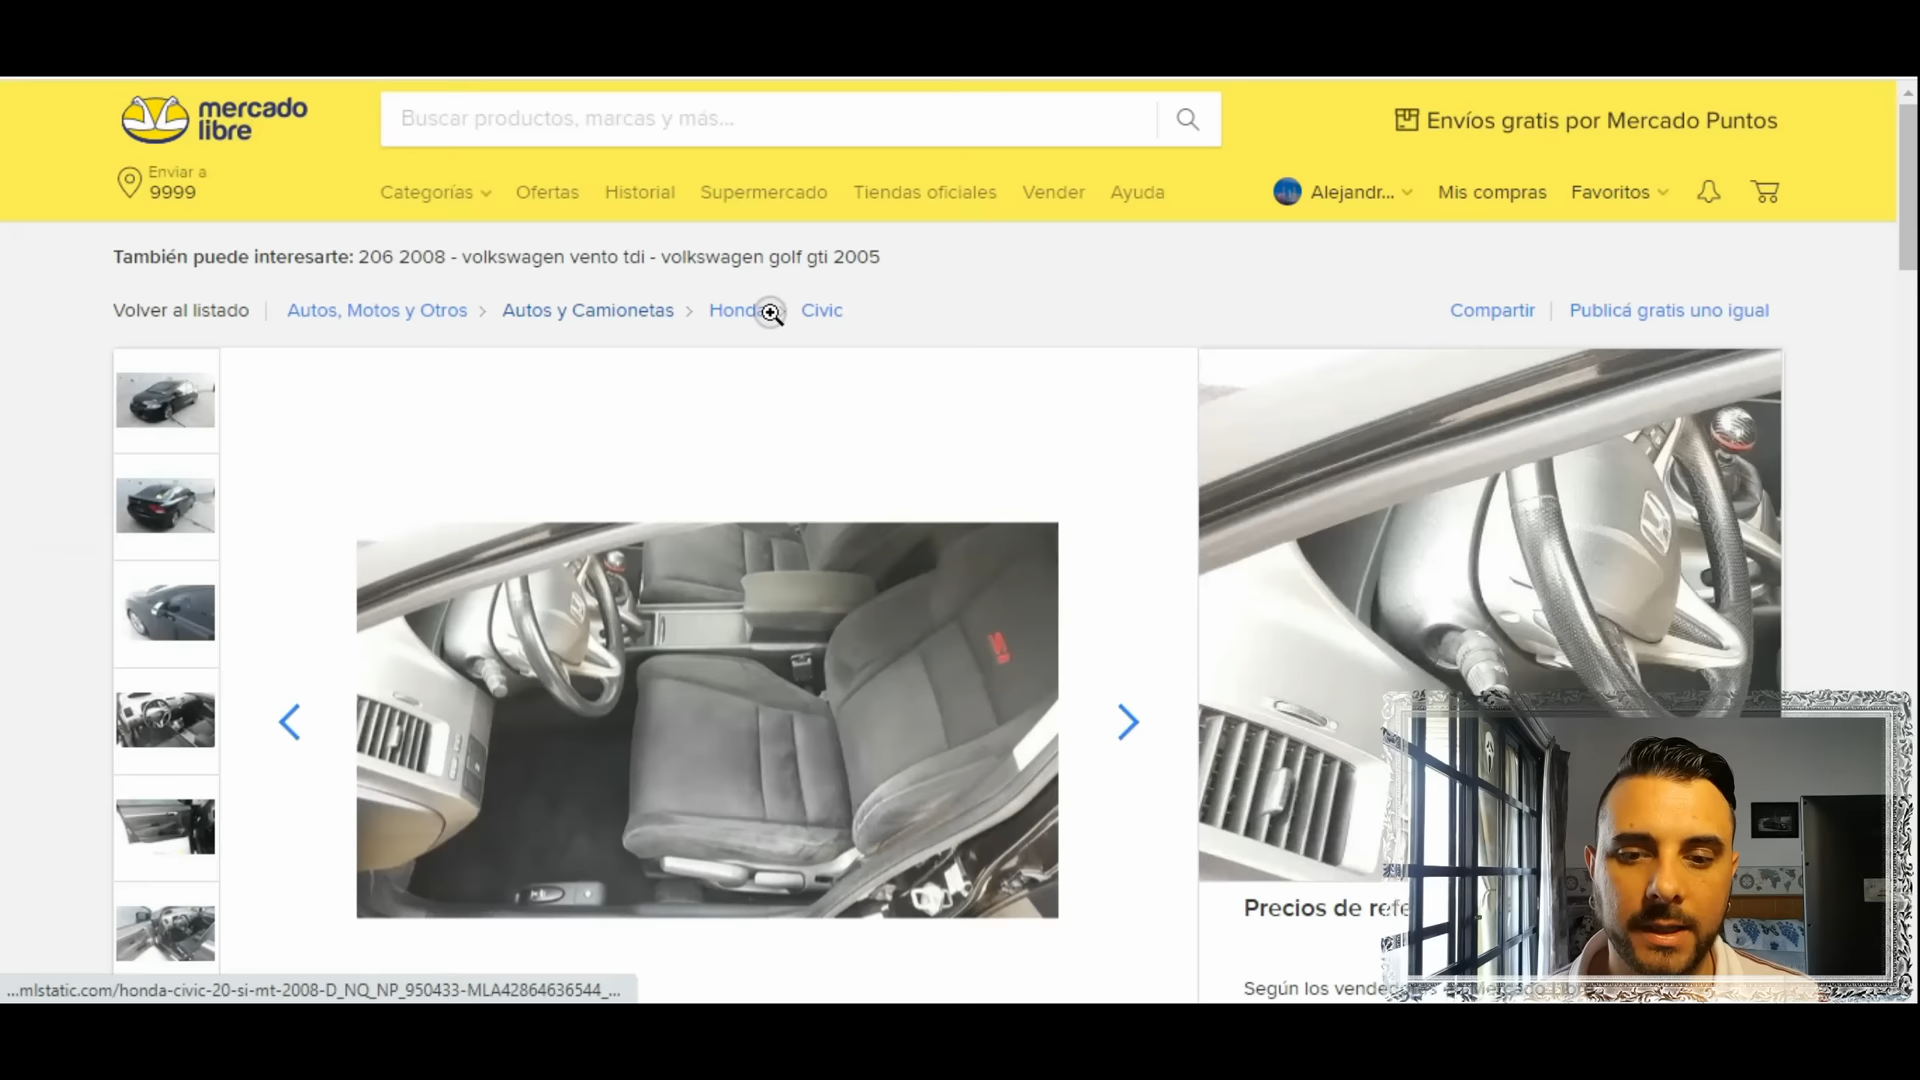 mercado
libre
Buscar productos, marcas y más...
Envíos gratis por Mercado Puntos
Enviar a
9999
Categorías
Ofertas
Historial
Supermercado
Tiendas oficiales
Vender
Ayuda
Alejandr...
Mis compras
Favoritos
También puede interesarte: 206 2008 - volkswagen vento tdi - volkswagen golf gti 2005
Volver al listado
Autos, Motos y Otros > Autos y Camionetas > Honda Civic
Compartir
Publicá gratis uno igual
Si
Precios de refe
Según los vended
...mlstatic.com/honda-civic-20-si-mt-2008-D_NQ_NP_950433-MLA42864636544_...